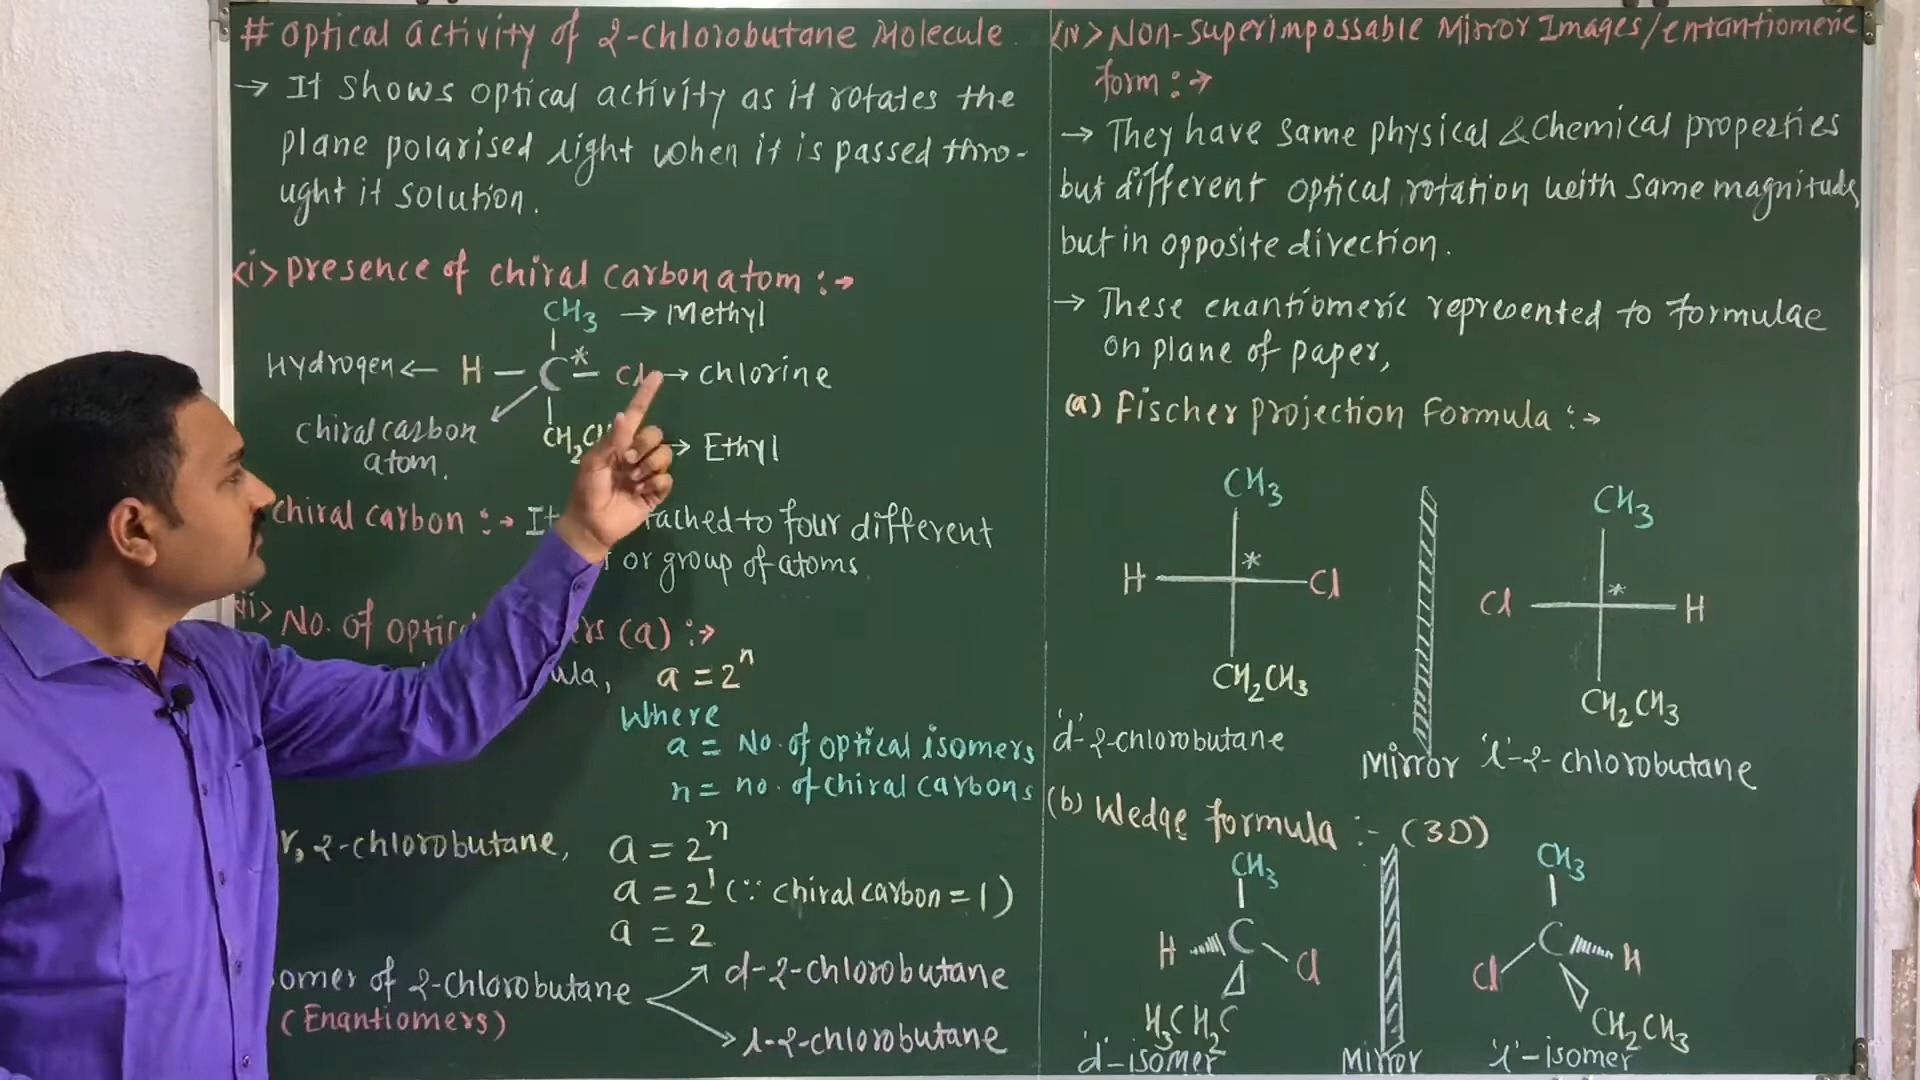 # Optical activity of 2-chlorobutane Molecule.
→ It shows optical activity as it rotates the
plane polarised light when it is passed thro-
ught it solution.
(i) Presence of chiral carbon atom :→
CH3 → Methyl
Hydrogen ← H — C* — Cl → chlorine
chiral carbon
atom.
→ Ethyl
chiral carbon :→ It attached to four different
or group of atoms
No. of (a) :→
a = 2^n
Where
a = No. of optical isomers
n = no. of chiral carbons
2-chlorobutane, a = 2^n
a = 2^1 (∵ chiral carbon = 1)
a = 2
of 2-chlorobutane
(Enantiomers)
d-2-chlorobutane
l-2-chlorobutane
(iv) Non-superimpossable Mirror Images/entantiomeric
form :→
→ They have same physical & chemical properties
but different optical rotation with same magnitude
but in opposite direction.
→ These enantiomeric represented to formulae
on plane of paper,
(a) Fischer projection Formula :→
CH3
H * Cl
CH2CH3
'd'-2-chlorobutane
Mirror
CH3
Cl * H
CH2CH3
'l'-2-chlorobutane
(b) Wedge formula :- (3D)
CH3
H C Cl
H3CH2C
'd'-isomer
Mirror
CH3
Cl C H
CH2CH3
'l'-isomer